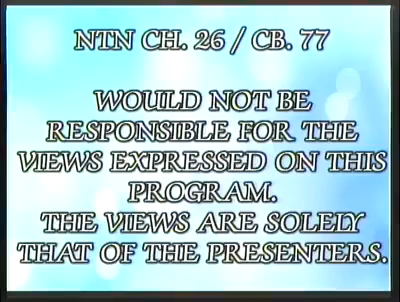 NTN CH. 26 / CB. 77
WOULD NOT BE
RESPONSIBLE FOR THE
VIEWS EXPRESSED ON THIS
PROGRAM.
THE VIEWS ARE SOLELY
THAT OF THE PRESENTERS.